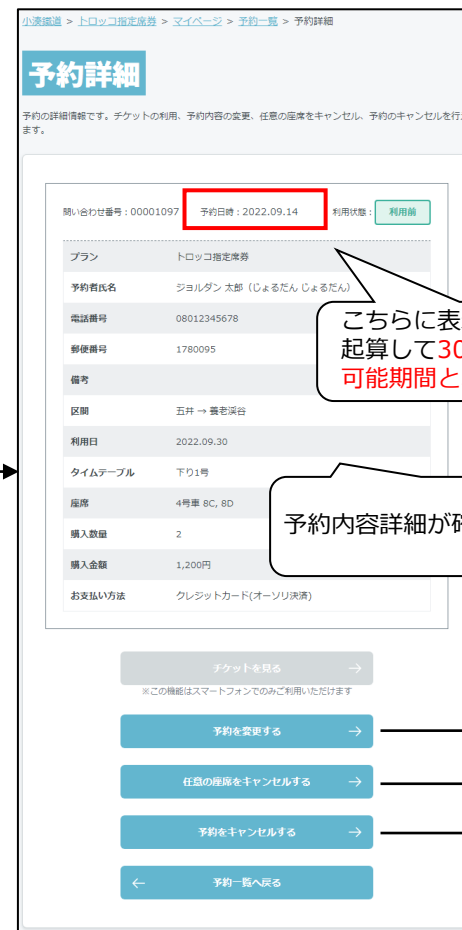 小湊鐵道 > トロッコ指定席券 > マイページ > 予約一覧 > 予約詳細
予約詳細
予約の詳細情報です。チケットの利用、予約内容の変更、任意の座席をキャンセル、予約のキャンセルを行
ます。
問い合わせ番号：00001097 予約日時：2022.09.14 利用状態： 利用前
プラン トロッコ指定席券
予約者氏名 ジョルダン 太郎（じょるだん じょるだん）
電話番号 08012345678
郵便番号 1780095
備考
区間 五井 → 養老渓谷
利用日 2022.09.30
タイムテーブル 下り1号
座席 4号車 8C, 8D
購入数量 2
購入金額 1,200円
お支払い方法 クレジットカード(オーソリ決済)
こちらに表
起算して30
可能期間と
予約内容詳細が確
チケットを見る →
※この機能はスマートフォンでのみご利用いただけます
予約を変更する →
任意の座席をキャンセルする →
予約をキャンセルする →
← 予約一覧へ戻る